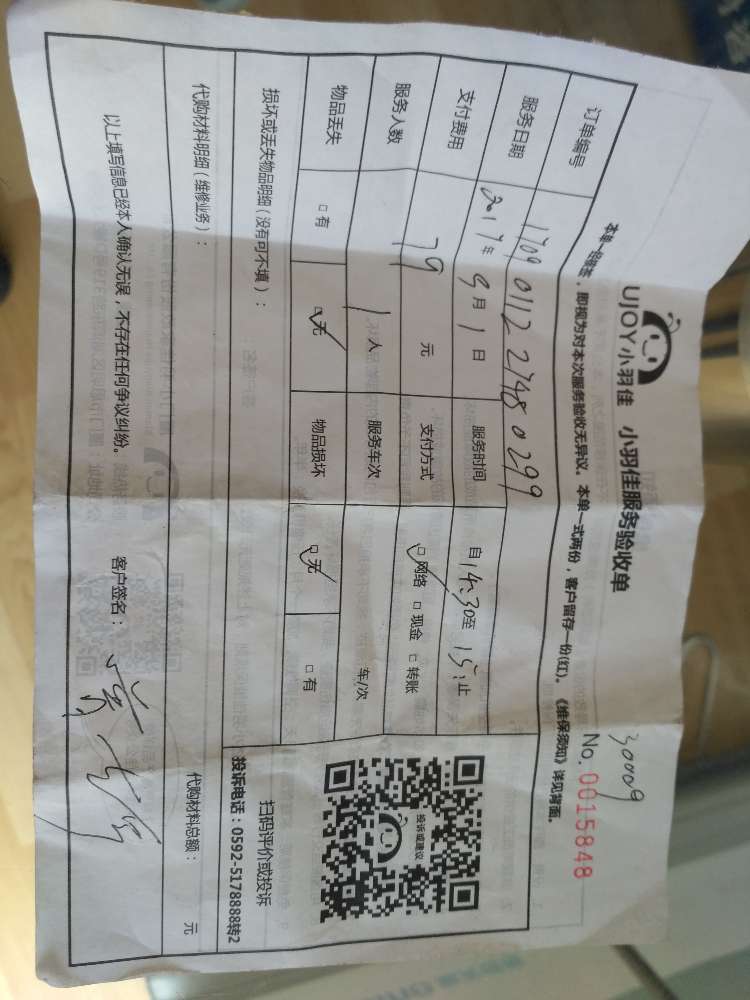 UJOY小羽佳 小羽佳服务验收单
30009
No. 0015848
本单一经签, 即视为对本次服务验收无异议。本单一式两份,客户留存一份(红)。《维保须知》详见背面。
订单编号 1709 0112 2748 0299
服务日期 2017年 9月 1日 服务时间 自14:30至 15: 止
支付费用 79 元 支付方式 □网络 □现金 □转账
服务人数 1人 服务车次 车/次
物品丢失 □有 □无 物品损坏 □无 □有
投诉或建议
扫码评价或投诉
投诉电话:0592-5178888转2
损坏或丢失物品明细(没有可不填):
代购材料明细(维修业务): 代购材料总额: 元
以上填写信息已经本人确认无误,不存在任何争议纠纷。 客户签名: